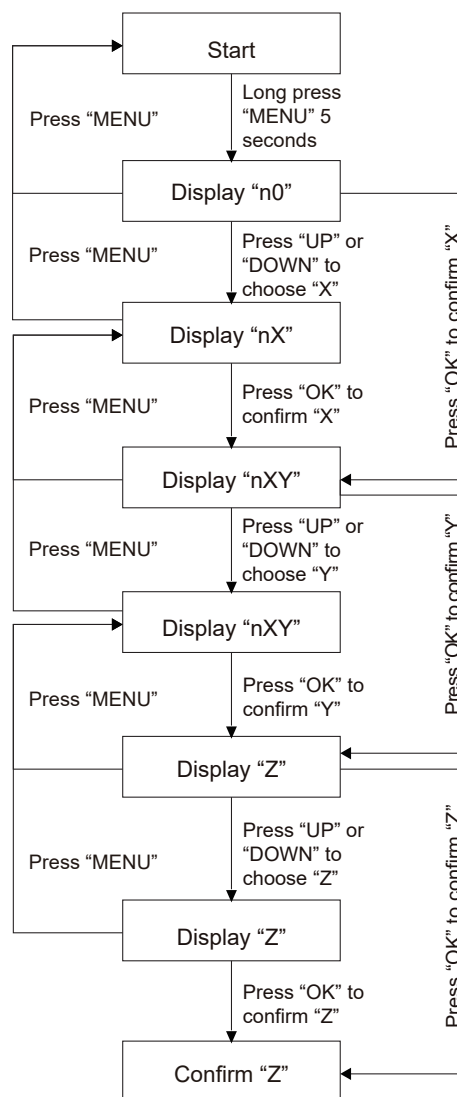 Start
Press “MENU”
Long press
“MENU” 5
seconds
Display “n0”
Press “MENU”
Press “UP” or
“DOWN” to
choose “X”
Press “OK” to confirm “X”
Display “nX”
Press “MENU”
Press “OK” to
confirm “X”
Display “nXY”
Press “MENU”
Press “UP” or
“DOWN” to
choose “Y”
Press “OK” to confirm “Y”
Display “nXY”
Press “MENU”
Press “OK” to
confirm “Y”
Display “Z”
Press “MENU”
Press “UP” or
“DOWN” to
choose “Z”
Press “OK” to confirm “Z”
Display “Z”
Press “OK” to
confirm “Z”
Confirm “Z”